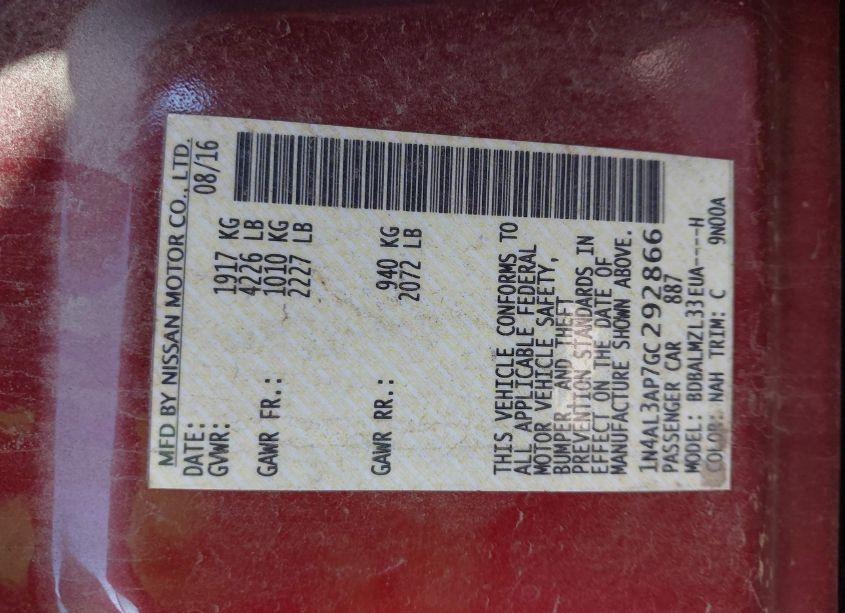 MFD BY NISSAN MOTOR CO., LTD.
DATE: 08/16
GVWR: 1917 KG
4226 LB
GAWR FR.: 1010 KG
2227 LB
GAWR RR.: 940 KG
2072 LB
THIS VEHICLE CONFORMS TO
ALL APPLICABLE FEDERAL
MOTOR VEHICLE SAFETY,
BUMPER, AND THEFT
PREVENTION STANDARDS IN
EFFECT ON THE DATE OF
MANUFACTURE SHOWN ABOVE.
1N4AL3AP7GC292866
PASSENGER CAR 887
MODEL: BDBALMZL33EUA-----H
COLOR: NAH TRIM: C 9N00A